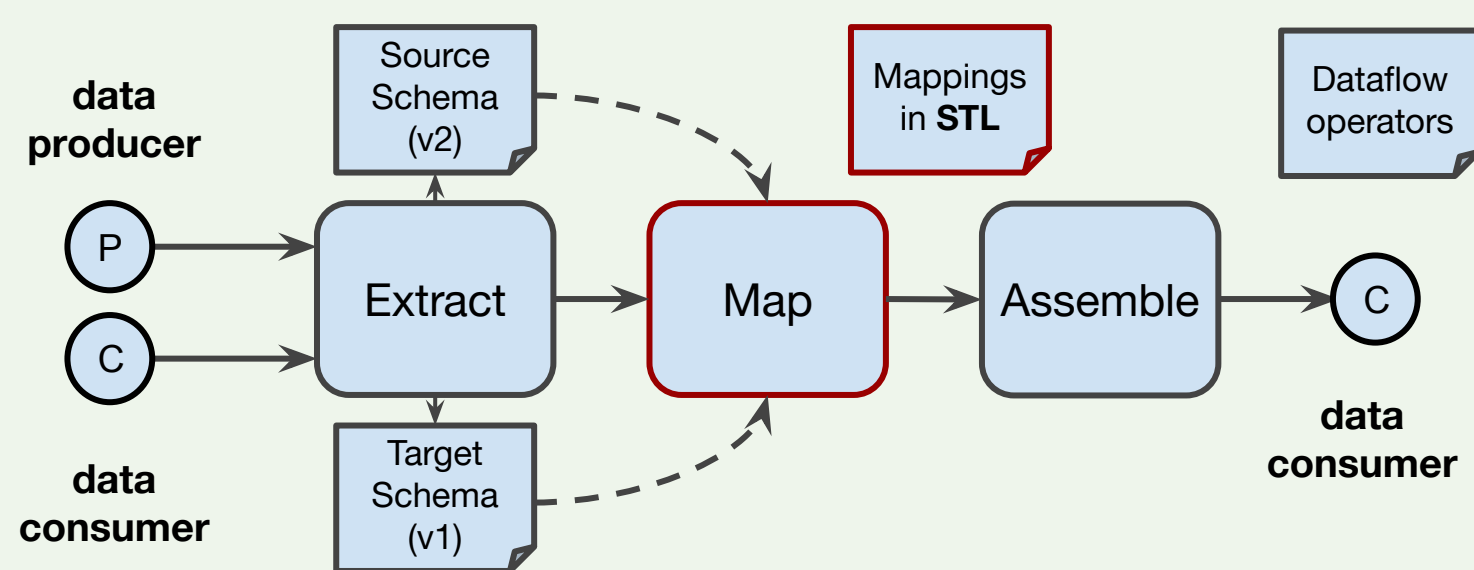 data
producer
P
C
data
consumer
Source
Schema
(v2)
Extract
Target
Schema
(v1)
Mappings
in STL
Map
Dataflow
operators
Assemble
C
data
consumer